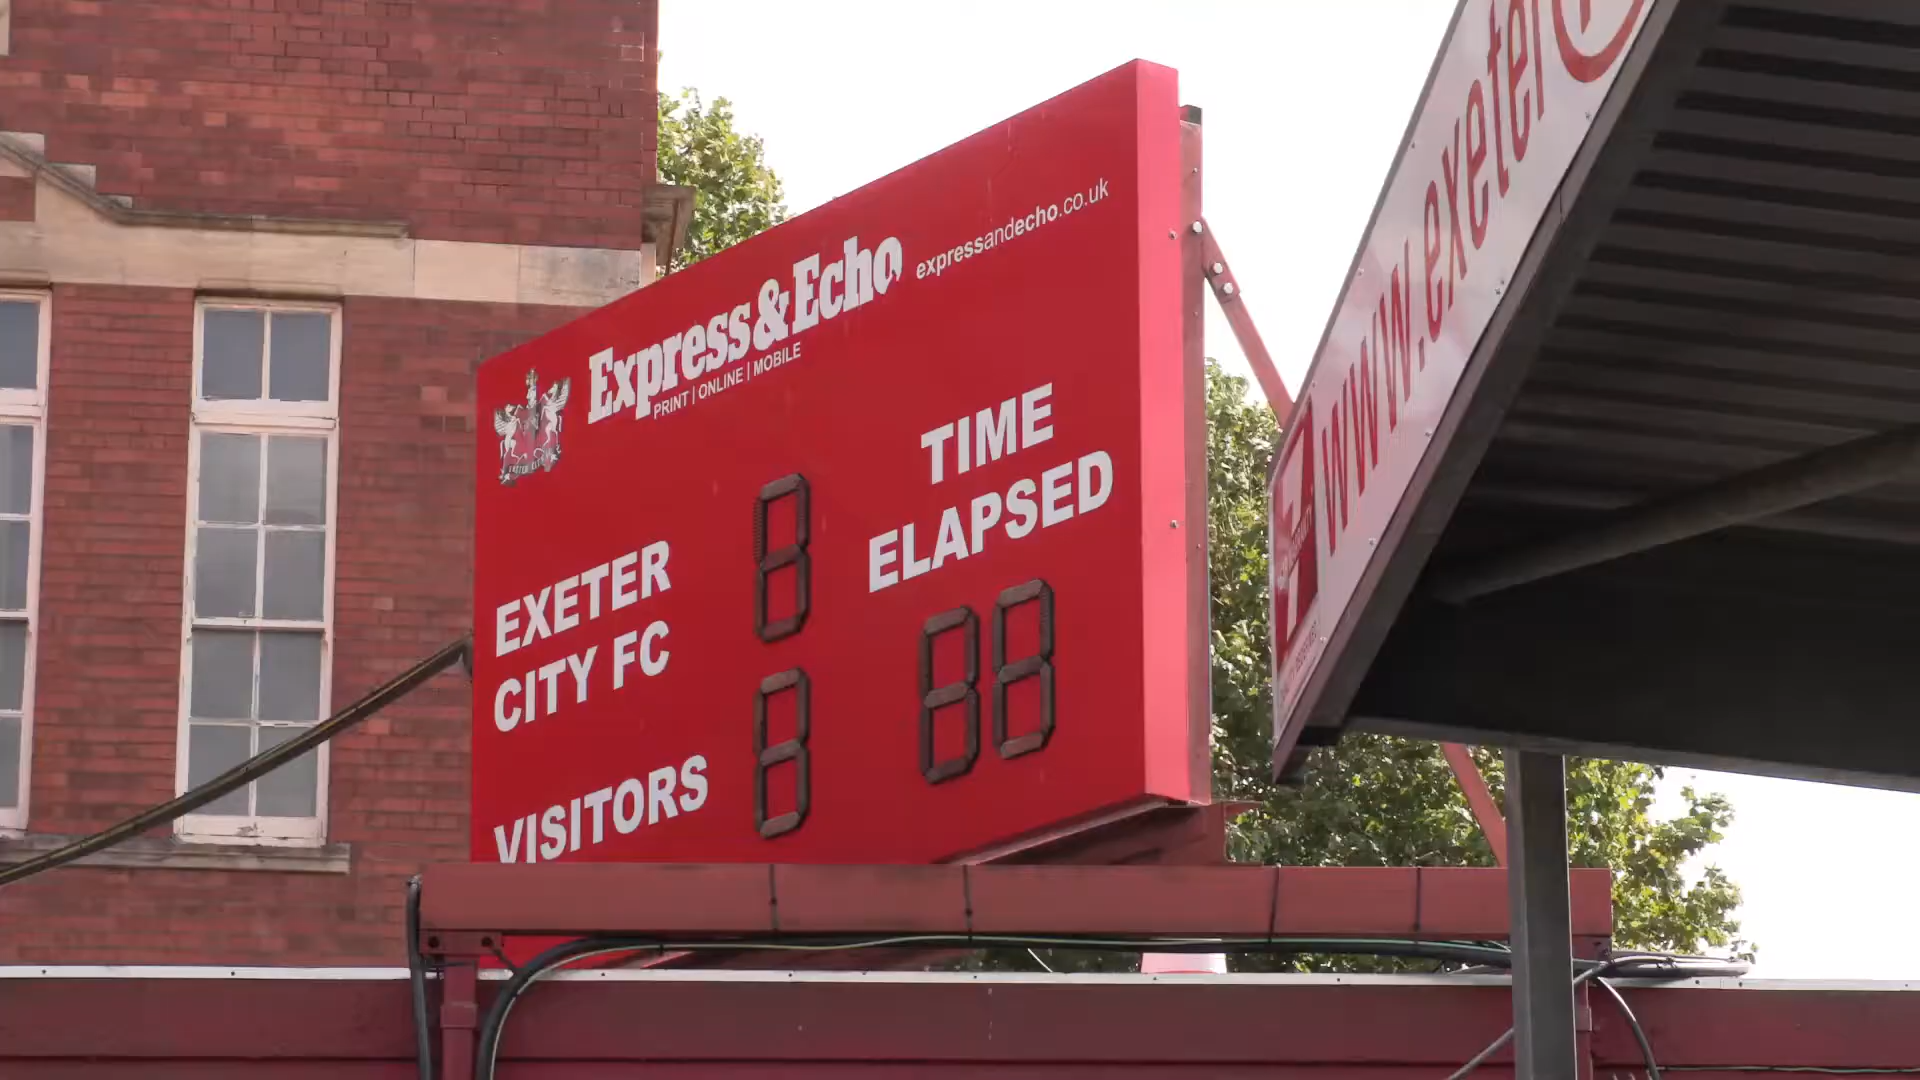 Express&Echo
expressandecho.co.uk
PRINT | ONLINE | MOBILE
EXETER
CITY FC
VISITORS
TIME
ELAPSED
www.exeter